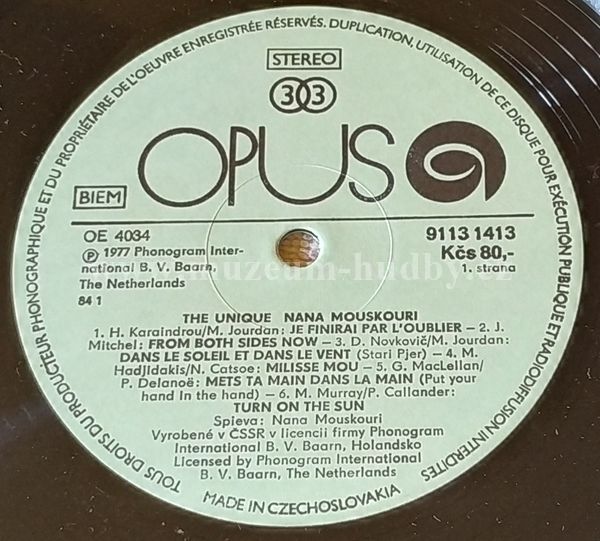 TOUS DROITS DU PRODUCTEUR PHONOGRAPHIQUE ET DU PROPRIÉTAIRE DE L'OEUVRE ENREGISTRÉE RÉSERVÉS. DUPLICATION, UTILISATION DE CE DISQUE POUR EXÉCUTION PUBLIQUE ET RADIODIFFUSION INTERDITES
STEREO
33
OPUS
BIEM
OE 4034
9113 1413
℗ 1977 Phonogram Inter-
Kčs 80,-
national B. V. Baarn,
1. strana
The Netherlands
84 1
muzeum-hudby.cz
THE UNIQUE NANA MOUSKOURI
1. H. Karaindrou/M. Jourdan: JE FINIRAI PAR L'OUBLIER – 2. J.
Mitchel: FROM BOTH SIDES NOW – 3. D. Novkovič/M. Jourdan:
DANS LE SOLEIL ET DANS LE VENT (Stari Pjer) – 4. M.
Hadjidakis/N. Catsoe: MILISSE MOU – 5. G. MacLellan/
P. Delanoë: METS TA MAIN DANS LA MAIN (Put your
hand In the hand) – 6. M. Murray/P. Callander:
TURN ON THE SUN
Spieva: Nana Mouskouri
Vyrobené v ČSSR v licencii firmy Phonogram
International B. V. Baarn, Holandsko
Licensed by Phonogram International
B. V. Baarn, The Netherlands
MADE IN CZECHOSLOVAKIA